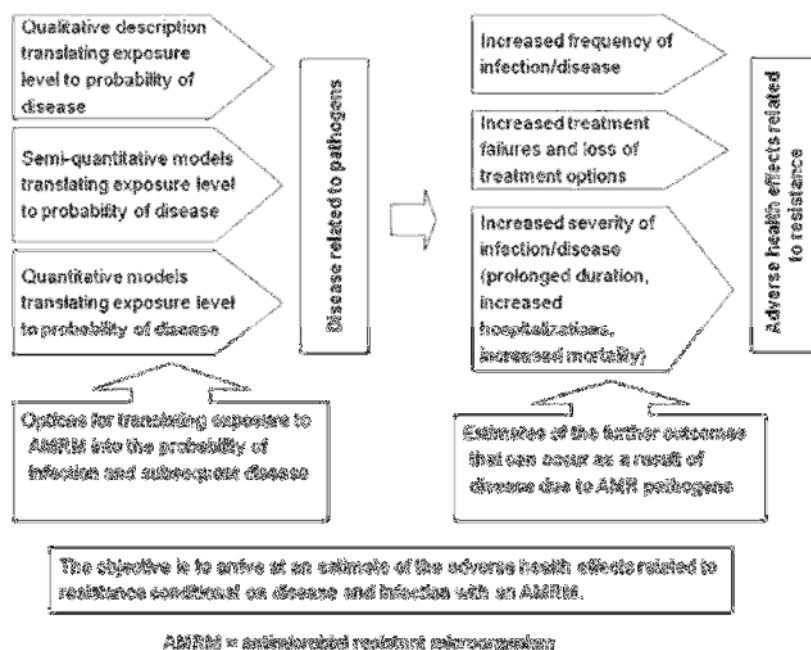 Qualitative description
translating exposure
level to probability of
disease
Semi-quantitative models
translating exposure level
to probability of disease
Quantitative models
translating exposure level
to probability of disease
Disease related to pathogens
Options for translating exposure to
AMRM into the probability of
infection and subsequent disease
Increased frequency of
infection/disease
Increased treatment
failures and loss of
treatment options
Increased severity of
infection/disease
(prolonged duration,
increased
hospitalizations,
increased mortality)
Adverse health effects related
to resistance
Estimates of the further outcomes
that can occur as a result of
disease due to AMR pathogens
The objective is to arrive at an estimate of the adverse health effects related to
resistance conditional on disease and infection with an AMRM.
AMRM = antimicrobial resistant microorganism